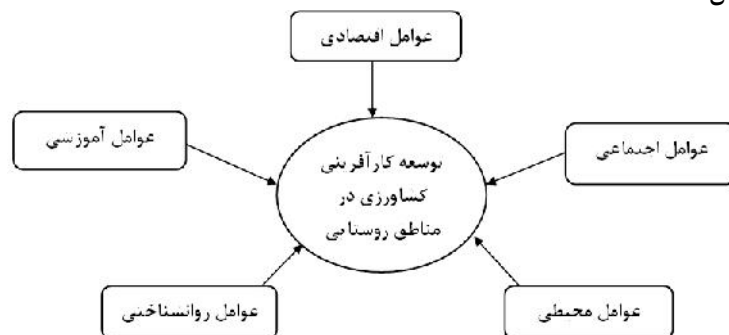 عوامل اقتصادی
عوامل آموزشی
توسعه کارآفرینی
کشاورزی در
مناطق روستایی
عوامل اجتماعی
عوامل روانشناختی
عوامل محیطی